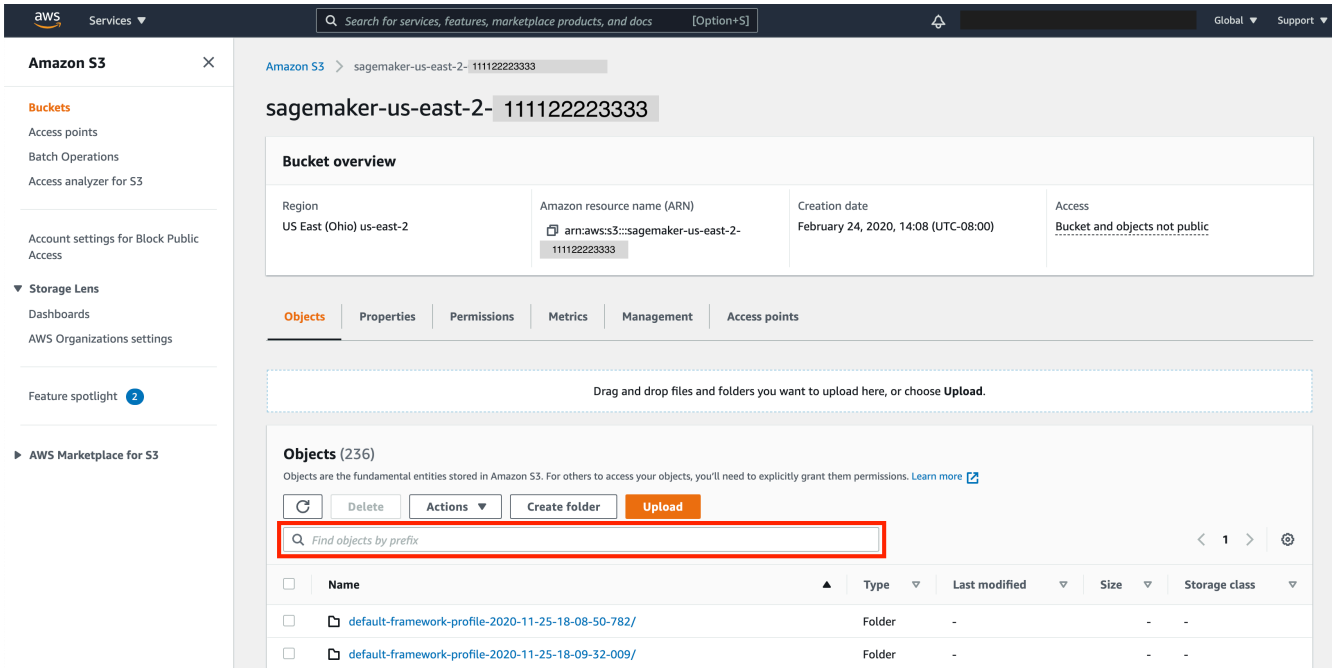 aws Services ▼ Search for services, features, marketplace products, and docs [Option+S] Global ▼ Support ▼
Amazon S3
Buckets
Access points
Batch Operations
Access analyzer for S3
Account settings for Block Public
Access
▼ Storage Lens
Dashboards
AWS Organizations settings
Feature spotlight 2
▶ AWS Marketplace for S3
Amazon S3 > sagemaker-us-east-2- 111122223333
sagemaker-us-east-2- 111122223333
Bucket overview
Region
US East (Ohio) us-east-2
Amazon resource name (ARN)
arn:aws:s3:::sagemaker-us-east-2-
111122223333
Creation date
February 24, 2020, 14:08 (UTC-08:00)
Access
Bucket and objects not public
Objects Properties Permissions Metrics Management Access points
Drag and drop files and folders you want to upload here, or choose Upload.
Objects (236)
Objects are the fundamental entities stored in Amazon S3. For others to access your objects, you'll need to explicitly grant them permissions. Learn more
Delete Actions ▼ Create folder Upload
Find objects by prefix < 1 >
Name ▲ Type ▽ Last modified ▽ Size ▽ Storage class ▽
default-framework-profile-2020-11-25-18-08-50-782/ Folder - - -
default-framework-profile-2020-11-25-18-09-32-009/ Folder - - -